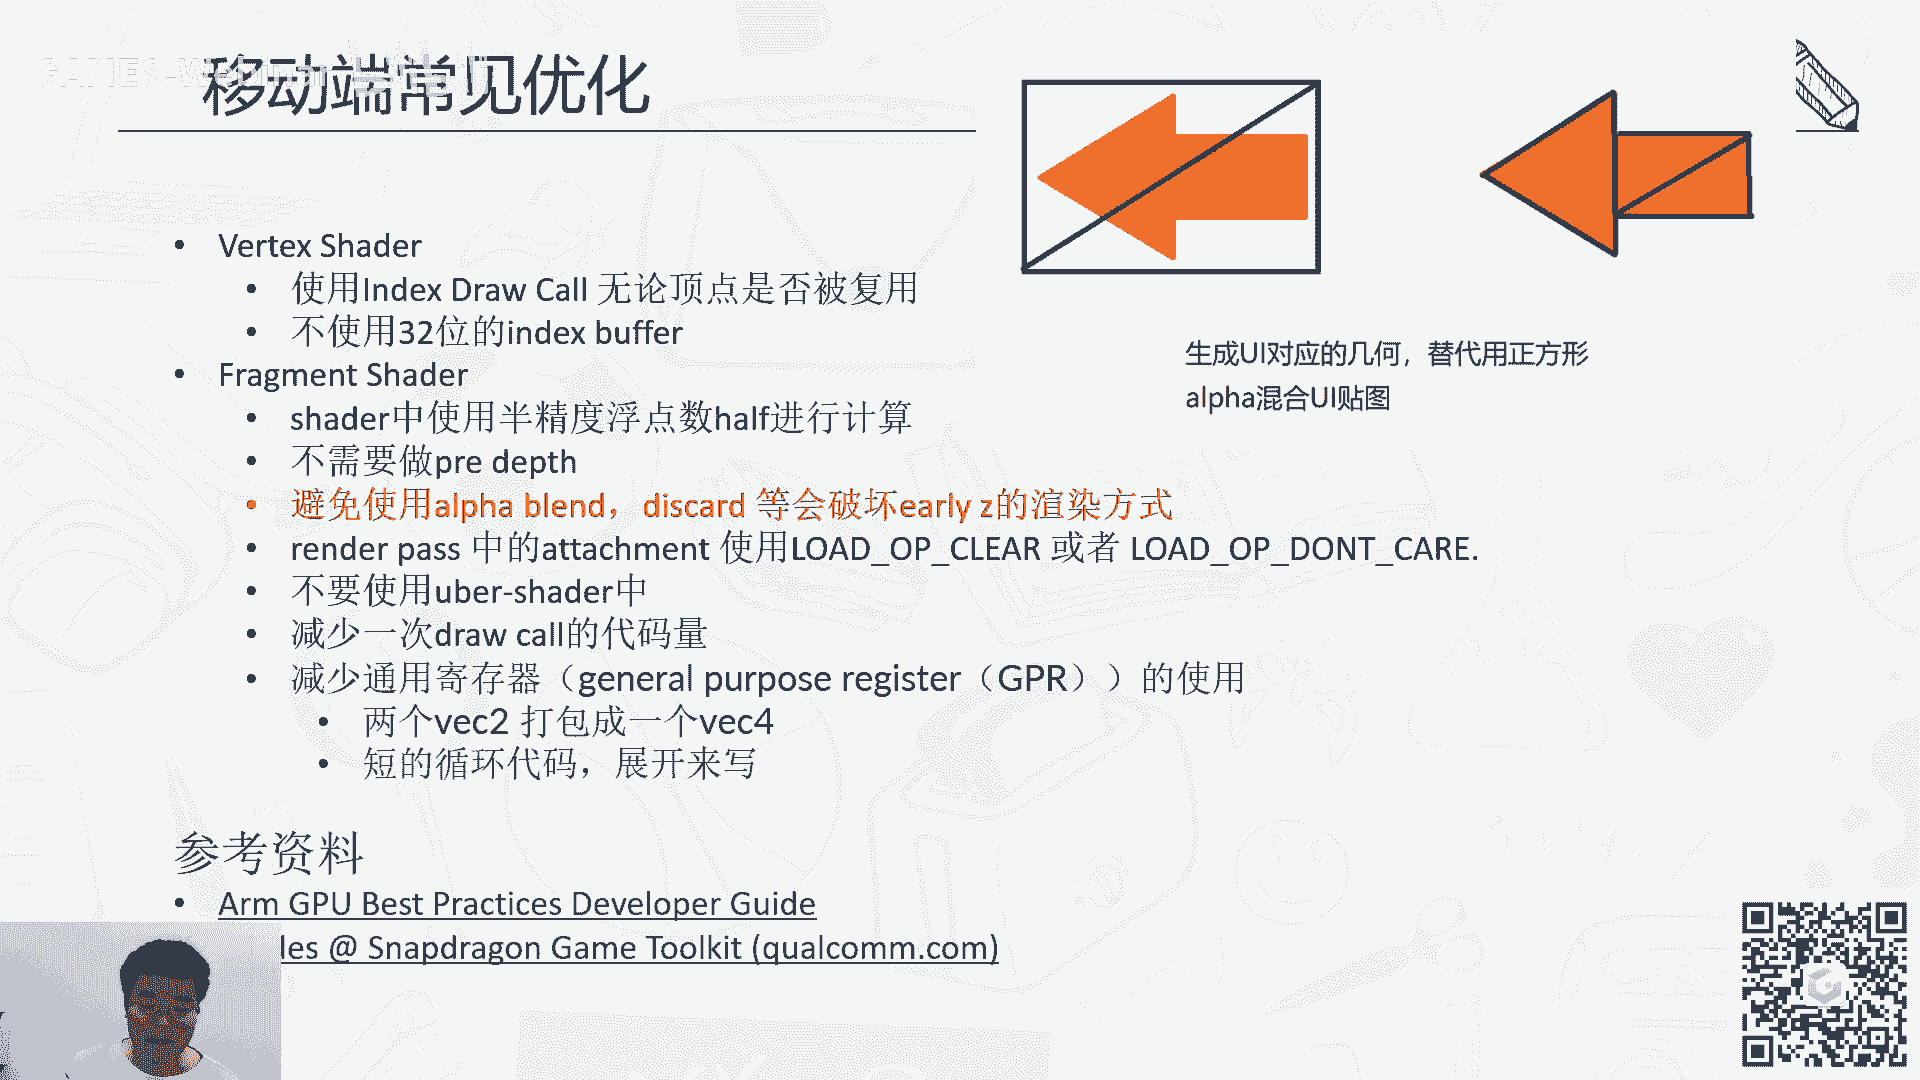 移动端常见优化
GAMES-Webinar
• Vertex Shader
• 使用Index Draw Call 无论顶点是否被复用
• 不使用32位的index buffer
• Fragment Shader
• shader中使用半精度浮点数half进行计算
• 不需要做pre depth
• 避免使用alpha blend，discard 等会破坏early z的渲染方式
• render pass 中的attachment 使用LOAD_OP_CLEAR 或者 LOAD_OP_DONT_CARE.
• 不要使用uber-shader中
• 减少一次draw call的代码量
• 减少通用寄存器（general purpose register（GPR））的使用
• 两个vec2 打包成一个vec4
• 短的循环代码，展开来写
生成UI对应的几何，替代用正方形
alpha混合UI贴图
参考资料
• Arm GPU Best Practices Developer Guide
@ Snapdragon Game Toolkit (qualcomm.com)